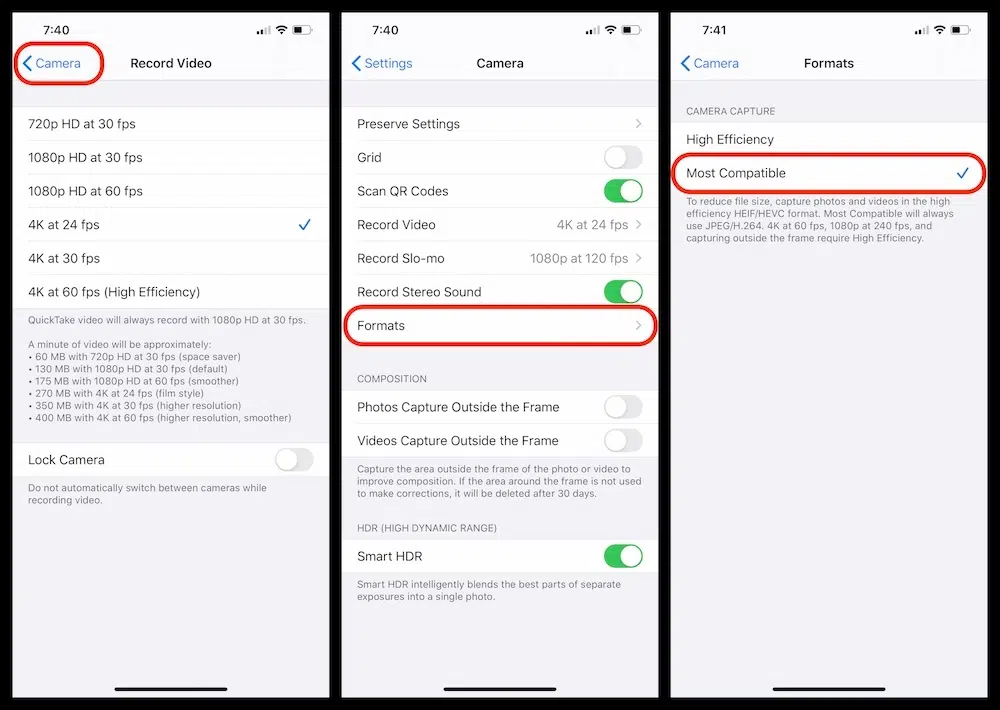 7:40
Camera
Record Video
720p HD at 30 fps
1080p HD at 30 fps
1080p HD at 60 fps
4K at 24 fps
4K at 30 fps
4K at 60 fps (High Efficiency)
QuickTake video will always record with 1080p HD at 30 fps.
A minute of video will be approximately:
• 60 MB with 720p HD at 30 fps (space saver)
• 130 MB with 1080p HD at 30 fps (default)
• 175 MB with 1080p HD at 60 fps (smoother)
• 270 MB with 4K at 24 fps (film style)
• 350 MB with 4K at 30 fps (higher resolution)
• 400 MB with 4K at 60 fps (higher resolution, smoother)
Lock Camera
Do not automatically switch between cameras while
recording video.
7:40
Settings
Camera
Preserve Settings
Grid
Scan QR Codes
Record Video 4K at 24 fps
Record Slo-mo 1080p at 120 fps
Record Stereo Sound
Formats
COMPOSITION
Photos Capture Outside the Frame
Videos Capture Outside the Frame
Capture the area outside the frame of the photo or video to
improve composition. If the area around the frame is not used
to make corrections, it will be deleted after 30 days.
HDR (HIGH DYNAMIC RANGE)
Smart HDR
Smart HDR intelligently blends the best parts of separate
exposures into a single photo.
7:41
Camera
Formats
CAMERA CAPTURE
High Efficiency
Most Compatible
To reduce file size, capture photos and videos in the high
efficiency HEIF/HEVC format. Most Compatible will always
use JPEG/H.264. 4K at 60 fps, 1080p at 240 fps, and
capturing outside the frame require High Efficiency.